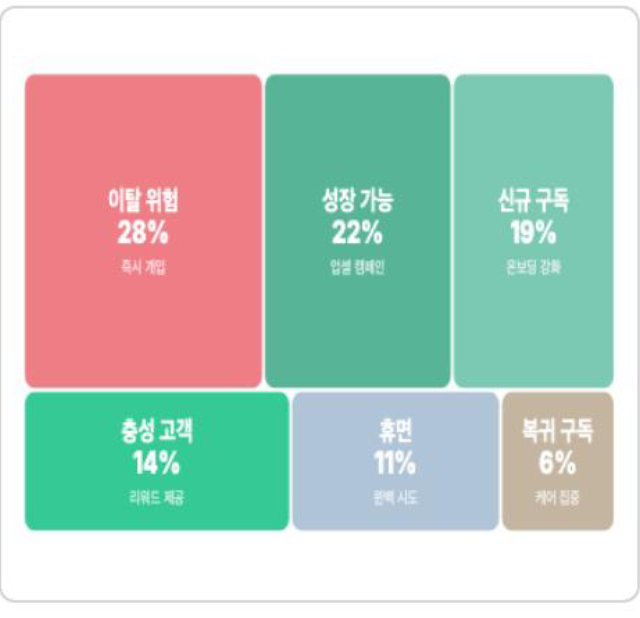 이탈 위험
28%
즉시 개입
성장 가능
22%
업셀 캠페인
신규 구독
19%
온보딩 강화
충성 고객
14%
리워드 제공
휴면
11%
윈백 시도
복귀 구독
6%
케어 집중